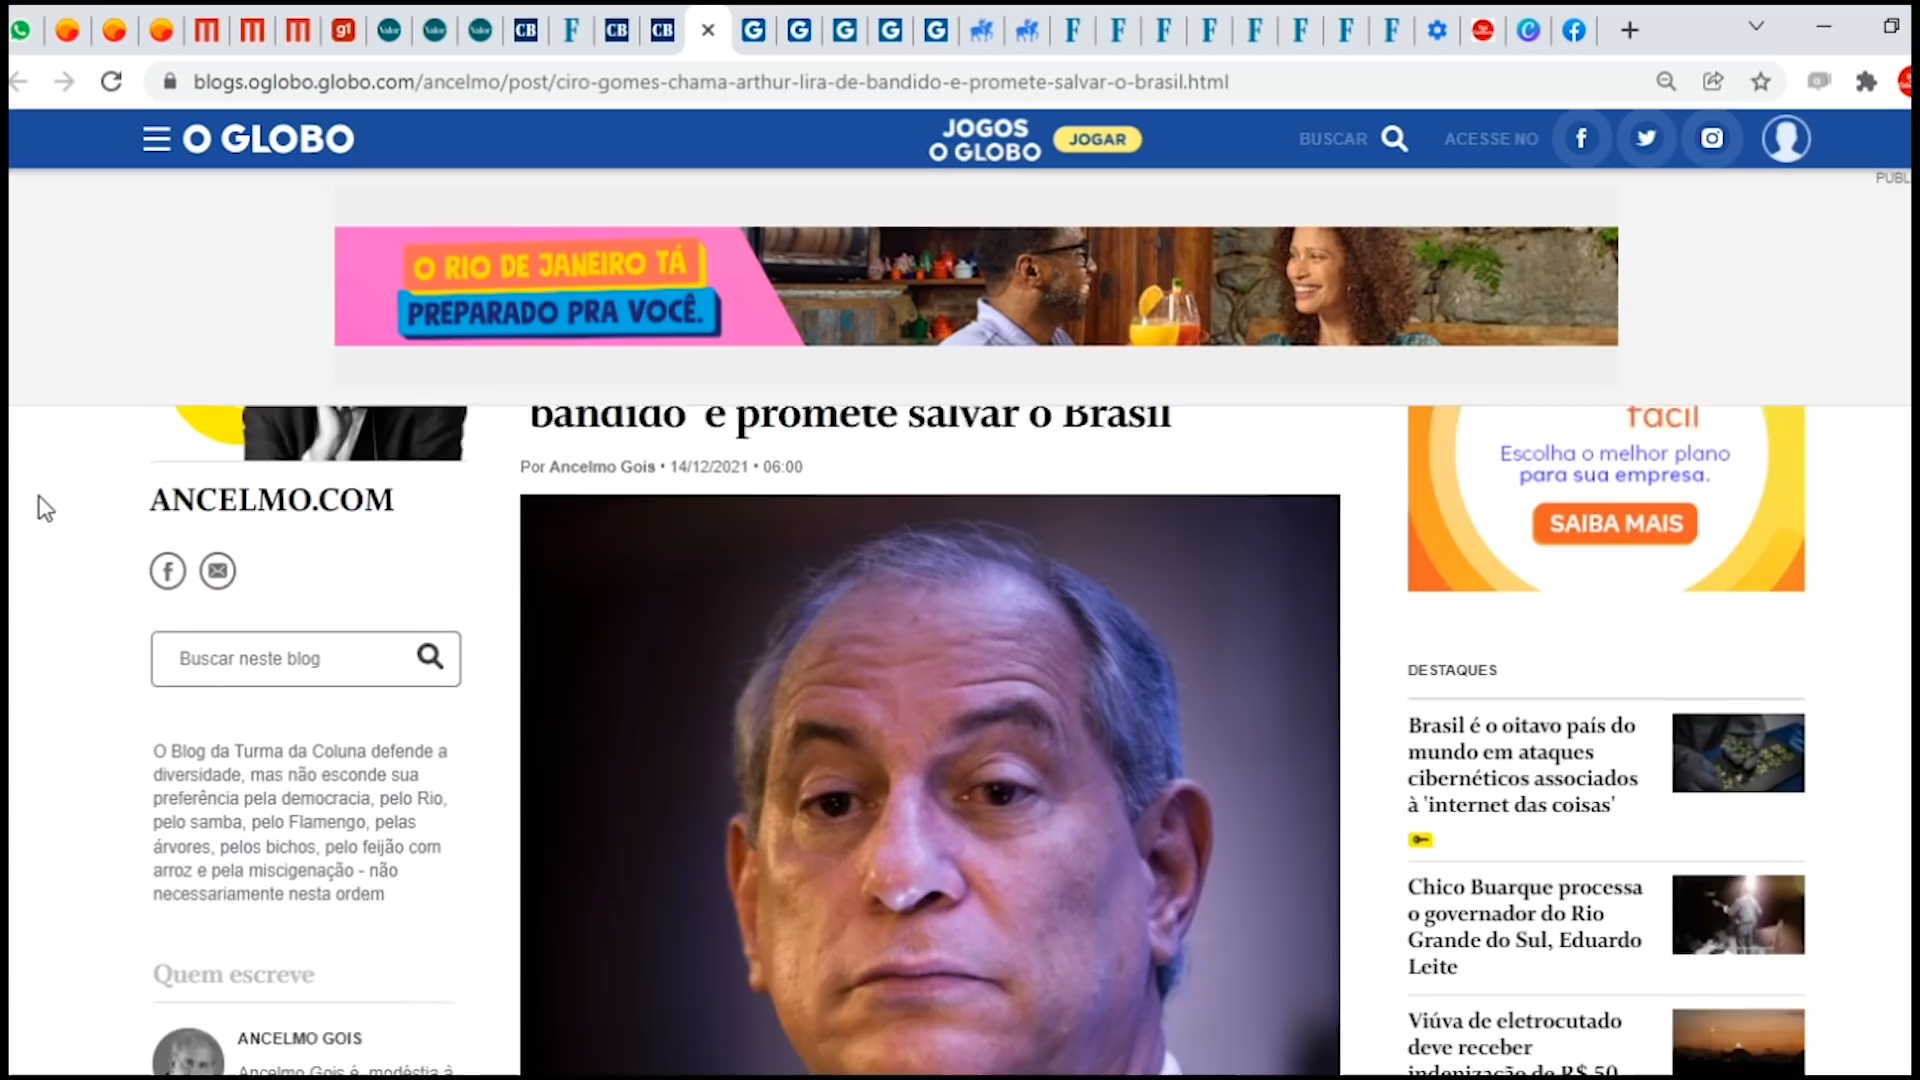 blogs.oglobo.globo.com/ancelmo/post/ciro-gomes-chama-arthur-lira-de-bandido-e-promete-salvar-o-brasil.html
O GLOBO
JOGOS
O GLOBO
JOGAR
BUSCAR
ACESSE NO
PUBL
O RIO DE JANEIRO TÁ
PREPARADO PRA VOCÊ.
bandido e promete salvar o Brasil
Por Ancelmo Gois • 14/12/2021 • 06:00
ANCELMO.COM
Buscar neste blog
O Blog da Turma da Coluna defende a
diversidade, mas não esconde sua
preferência pela democracia, pelo Rio,
pelo samba, pelo Flamengo, pelas
árvores, pelos bichos, pelo feijão com
arroz e pela miscigenação - não
necessariamente nesta ordem
Quem escreve
ANCELMO GOIS
Ancelmo Gois é, modéstia à
fácil
Escolha o melhor plano
para sua empresa.
SAIBA MAIS
DESTAQUES
Brasil é o oitavo país do
mundo em ataques
cibernéticos associados
à 'internet das coisas'
Chico Buarque processa
o governador do Rio
Grande do Sul, Eduardo
Leite
Viúva de eletrocutado
deve receber
indenização de R$ 50